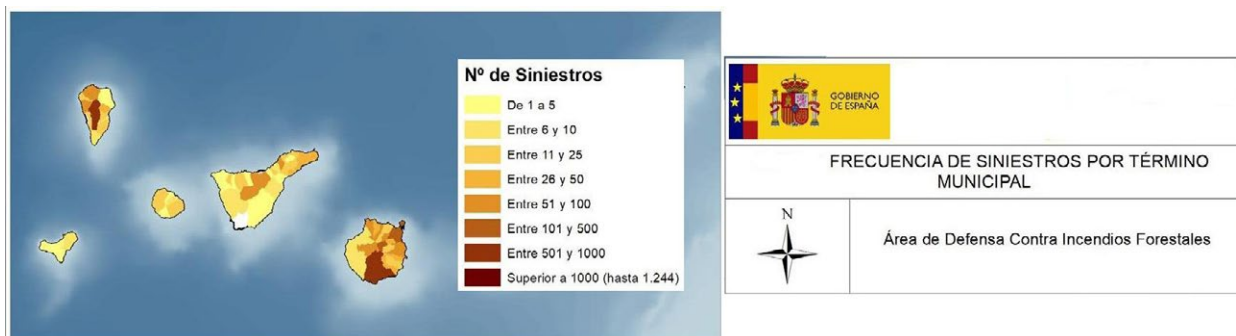 Nº de Siniestros
De 1 a 5
Entre 6 y 10
Entre 11 y 25
Entre 26 y 50
Entre 51 y 100
Entre 101 y 500
Entre 501 y 1000
Superior a 1000 (hasta 1.244)
GOBIERNO
DE ESPAÑA
FRECUENCIA DE SINIESTROS POR TÉRMINO
MUNICIPAL
N
Área de Defensa Contra Incendios Forestales